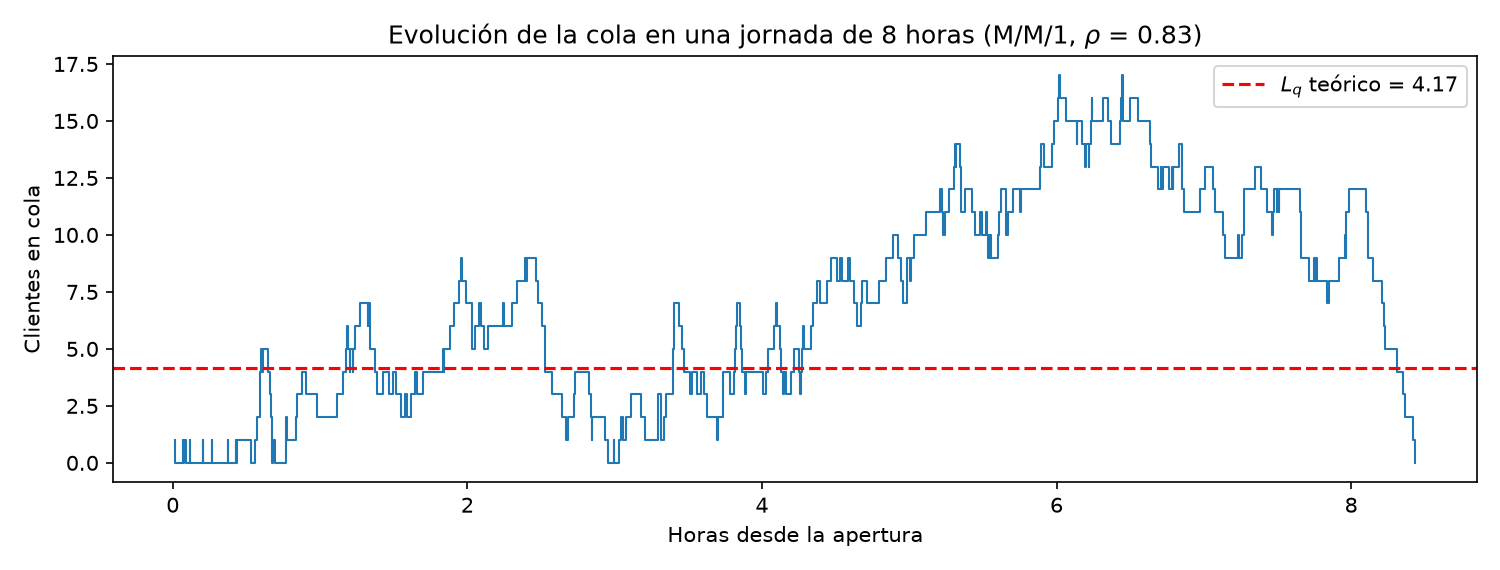 Evolución de la cola en una jornada de 8 horas (M/M/1, ρ = 0.83)
17.5
15.0
12.5
10.0
7.5
5.0
2.5
0.0
Clientes en cola
L_q teórico = 4.17
0 2 4 6 8
Horas desde la apertura